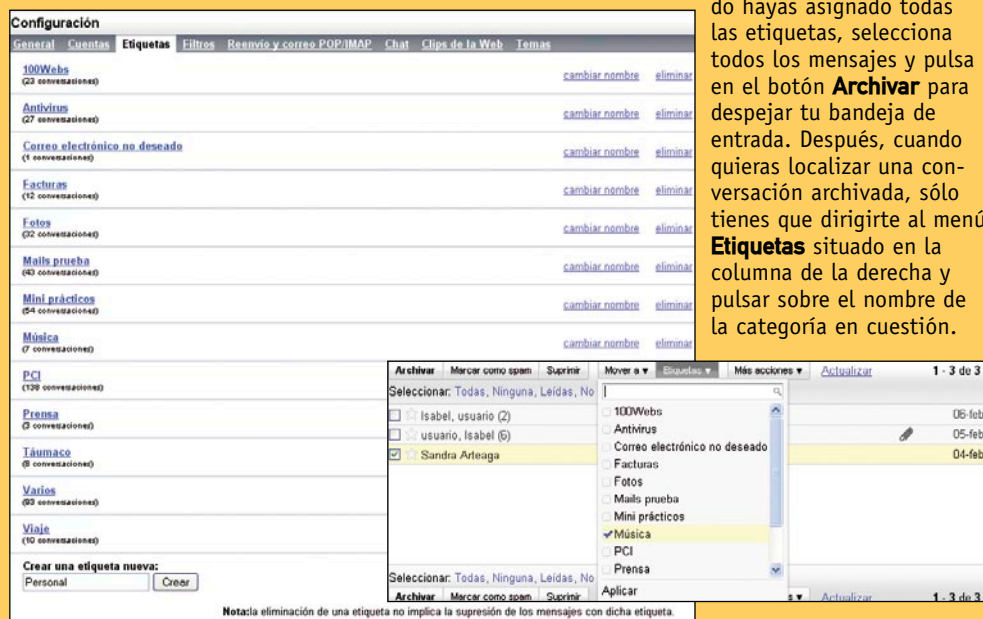 Configuración
General Cuentas Etiquetas Filtros Reenvío y correo POP/IMAP Chat Clips de la Web Temas
100Webs
(23 conversaciones)
cambiar nombre eliminar
Antivirus
(27 conversaciones)
cambiar nombre eliminar
Correo electrónico no deseado
(1 conversaciones)
cambiar nombre eliminar
Facturas
(12 conversaciones)
cambiar nombre eliminar
Fotos
(32 conversaciones)
cambiar nombre eliminar
Mails prueba
(43 conversaciones)
cambiar nombre eliminar
Mini prácticos
(54 conversaciones)
cambiar nombre eliminar
Música
(7 conversaciones)
cambiar nombre eliminar
PCI
(138 conversaciones)
Prensa
(3 conversaciones)
Táumaco
(8 conversaciones)
Varios
(93 conversaciones)
Viaje
(10 conversaciones)
Crear una etiqueta nueva:
Personal Crear
Nota:la eliminación de una etiqueta no implica la supresión de los mensajes con dicha etiqueta.
do hayas asignado todas
las etiquetas, selecciona
todos los mensajes y pulsa
en el botón Archivar para
despejar tu bandeja de
entrada. Después, cuando
quieras localizar una con-
versación archivada, sólo
tienes que dirigirte al menú
Etiquetas situado en la
columna de la derecha y
pulsar sobre el nombre de
la categoría en cuestión.
Archivar Marcar como spam Suprimir Mover a Etiquetas Más acciones Actualizar 1 - 3 de 3
Seleccionar: Todas, Ninguna, Leídas, No
Isabel, usuario (2) 06-feb
usuario, Isabel (6) 05-feb
Sandra Arteaga 04-feb
100Webs
Antivirus
Correo electrónico no deseado
Facturas
Fotos
Mails prueba
Mini prácticos
Música
PCI
Prensa
Aplicar
Seleccionar: Todas, Ninguna, Leídas, No
Archivar Marcar como spam Suprimir Actualizar 1 - 3 de 3